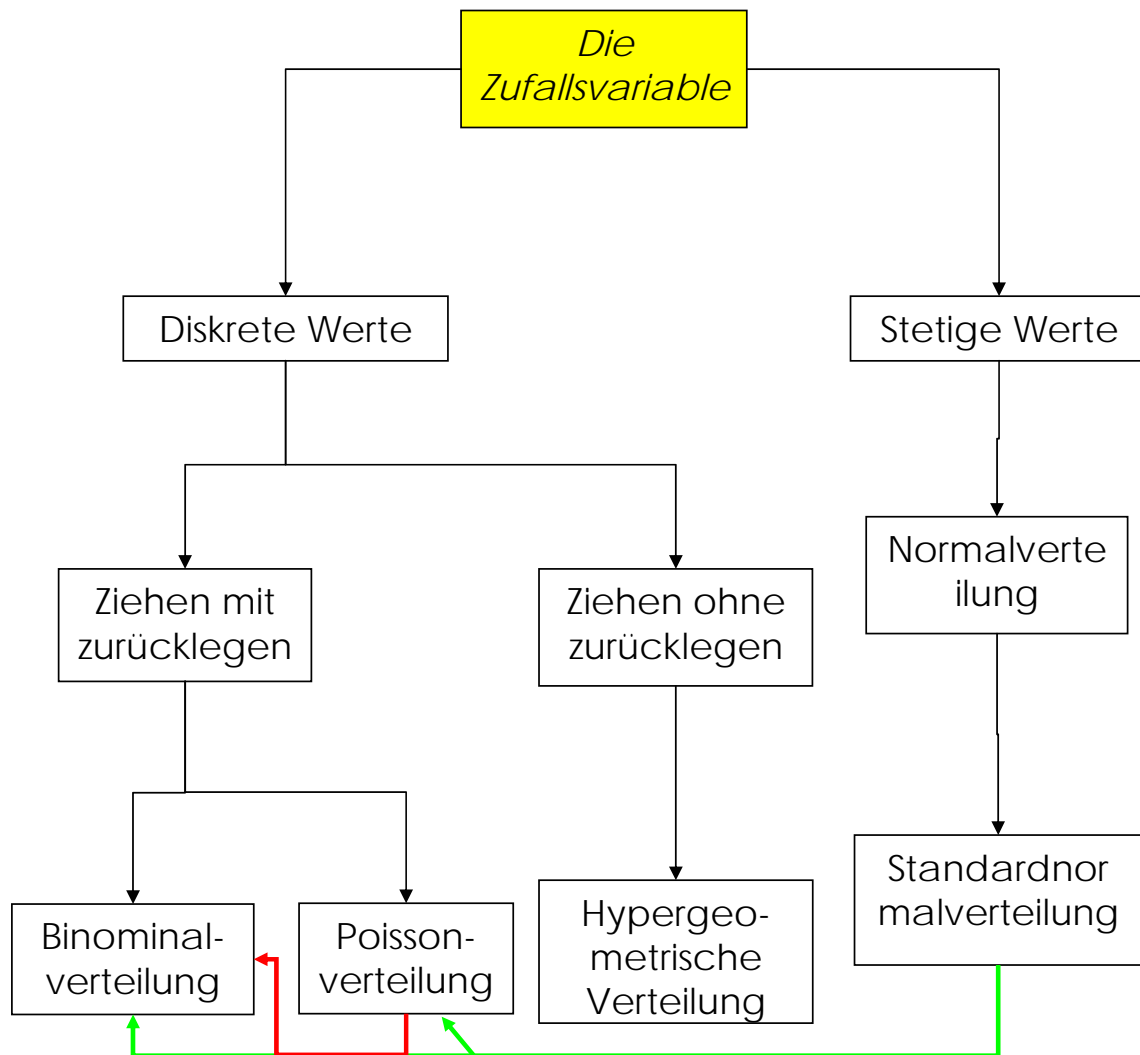 Die
Zufallsvariable
Diskrete Werte
Stetige Werte
Ziehen mit
zurücklegen
Ziehen ohne
zurücklegen
Normalverte
ilung
Binominal-
verteilung
Poisson-
verteilung
Hypergeo-
metrische
Verteilung
Standardnor
malverteilung